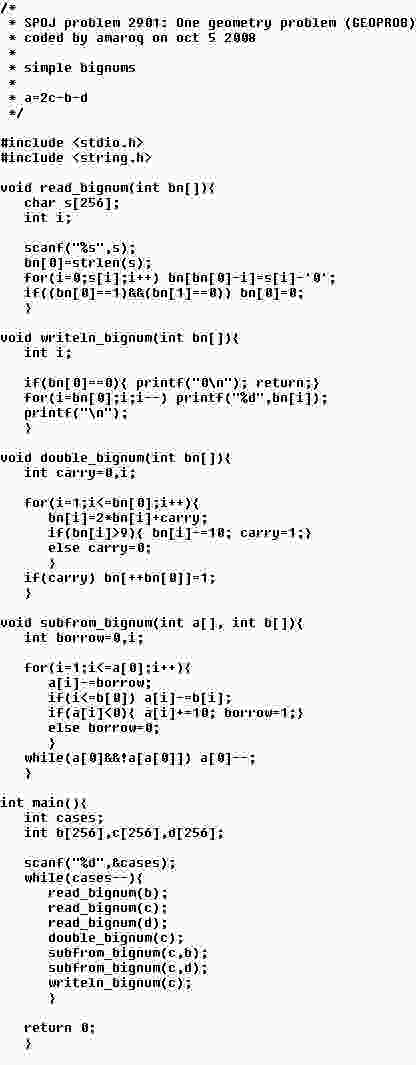 /*
 * SPOJ problem 2901: One geometry problem (GEOPROB)
 * coded by amaroq on oct 5 2008
 *
 * simple bignums
 *
 * a=2c-b-d
 */

#include <stdio.h>
#include <string.h>

void read_bignum(int bn[]){
   char s[256];
   int i;

   scanf("%s",s);
   bn[0]=strlen(s);
   for(i=0;s[i];i++) bn[bn[0]-i]=s[i]-'0';
   if((bn[0]==1)&&(bn[1]==0)) bn[0]=0;
   }

void writeln_bignum(int bn[]){
   int i;

   if(bn[0]==0){ printf("0\n"); return;}
   for(i=bn[0];i;i--) printf("%d",bn[i]);
   printf("\n");
   }

void double_bignum(int bn[]){
   int carry=0,i;

   for(i=1;i<=bn[0];i++){
      bn[i]=2*bn[i]+carry;
      if(bn[i]>9){ bn[i]-=10; carry=1;}
      else carry=0;
      }
   if(carry) bn[++bn[0]]=1;
   }

void subfrom_bignum(int a[], int b[]){
   int borrow=0,i;

   for(i=1;i<=a[0];i++){
      a[i]-=borrow;
      if(i<=b[0]) a[i]-=b[i];
      if(a[i]<0){ a[i]+=10; borrow=1;}
      else borrow=0;
      }
   while(a[0]&&!a[a[0]]) a[0]--;
   }

int main(){
   int cases;
   int b[256],c[256],d[256];

   scanf("%d",&cases);
   while(cases--){
      read_bignum(b);
      read_bignum(c);
      read_bignum(d);
      double_bignum(c);
      subfrom_bignum(c,b);
      subfrom_bignum(c,d);
      writeln_bignum(c);
      }

   return 0;
   }